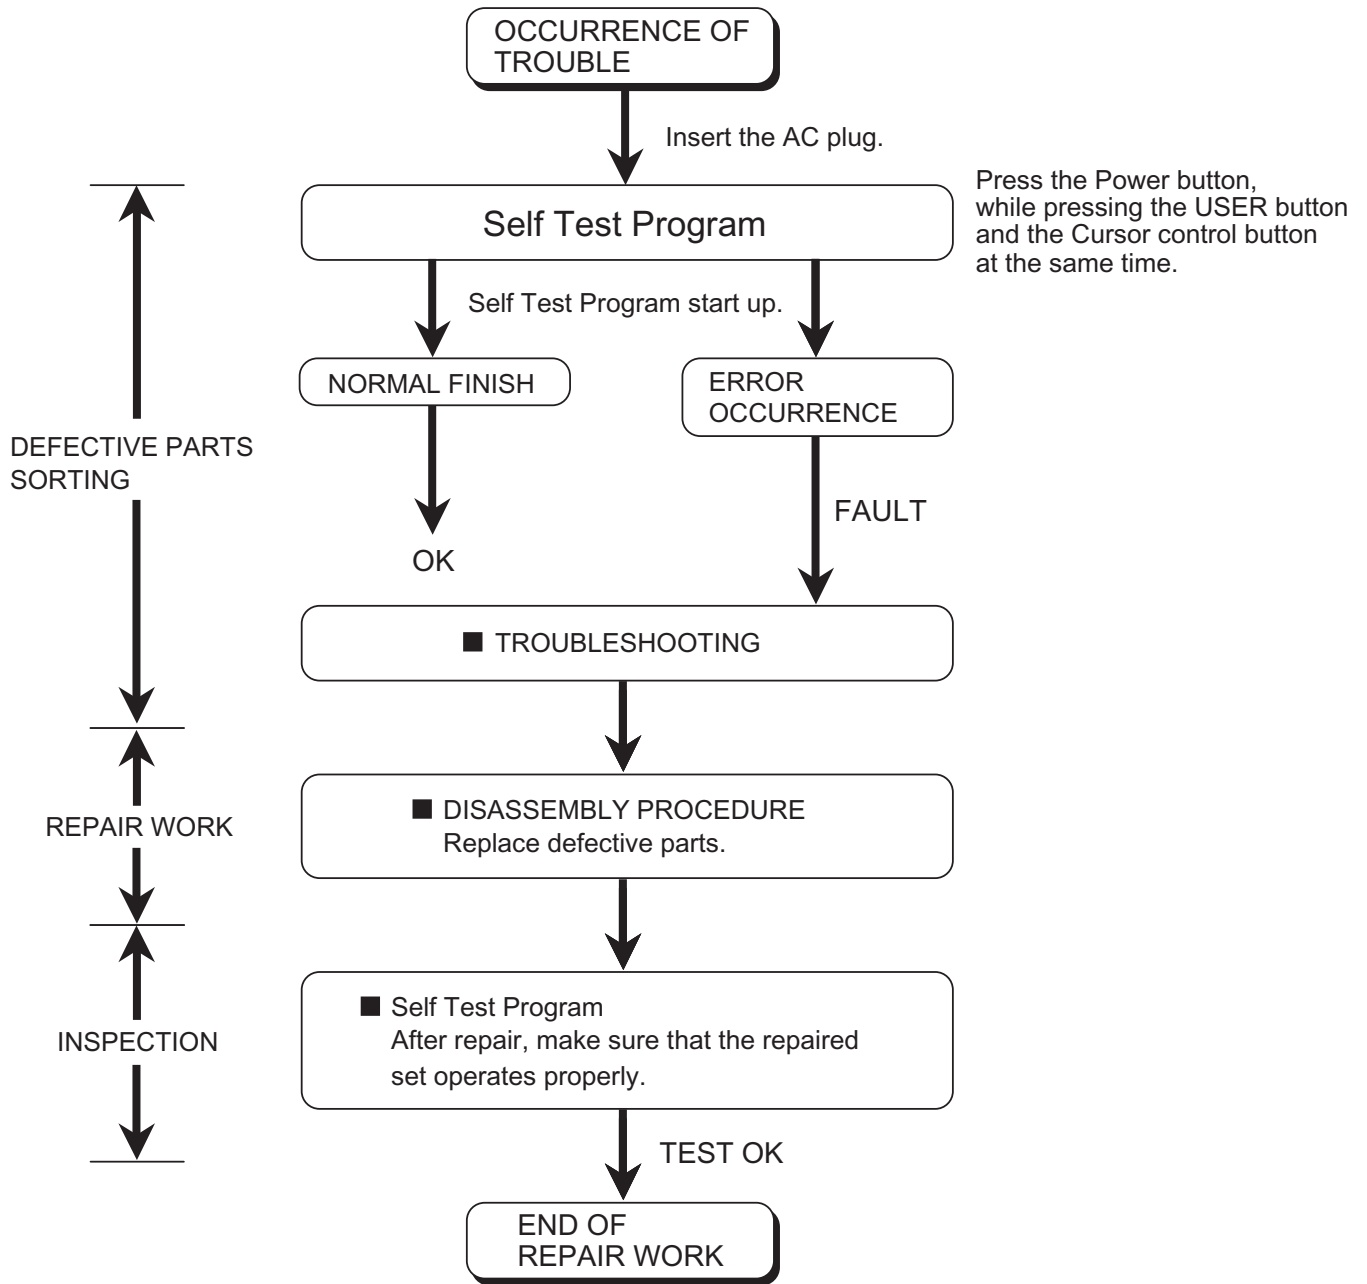 OCCURRENCE OF
TROUBLE
Insert the AC plug.
Self Test Program
Press the Power button,
while pressing the USER button
and the Cursor control button
at the same time.
Self Test Program start up.
NORMAL FINISH
ERROR
OCCURRENCE
DEFECTIVE PARTS
SORTING
FAULT
OK
■ TROUBLESHOOTING
■ DISASSEMBLY PROCEDURE
Replace defective parts.
REPAIR WORK
■ Self Test Program
After repair, make sure that the repaired
set operates properly.
INSPECTION
TEST OK
END OF
REPAIR WORK